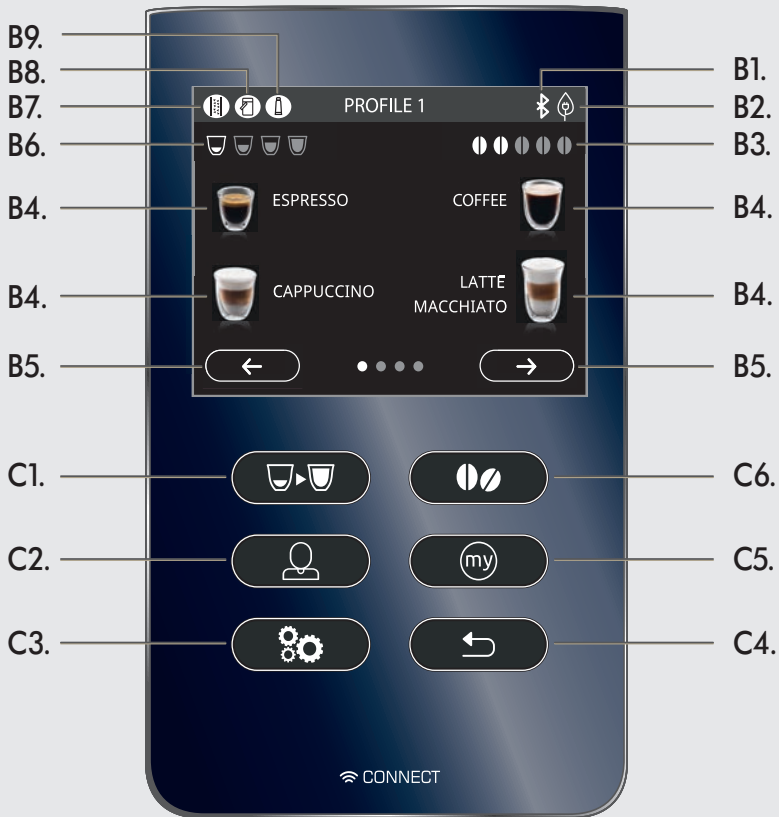 B9.
B8.
B7.
B6.
B4.
B4.
B5.
C1.
C2.
C3.
PROFILE 1
ESPRESSO
COFFEE
CAPPUCCINO
LATTE
MACCHIATO
my
CONNECT
B1.
B2.
B3.
B4.
B4.
B5.
C6.
C5.
C4.